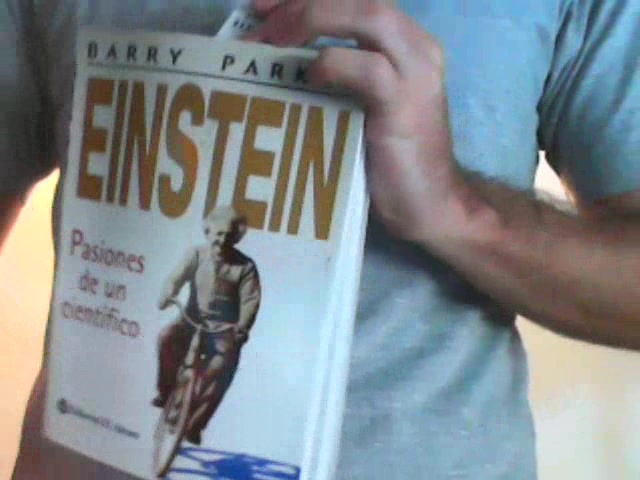 BARRY PARK
EINSTEIN
Pasiones
de un
científico